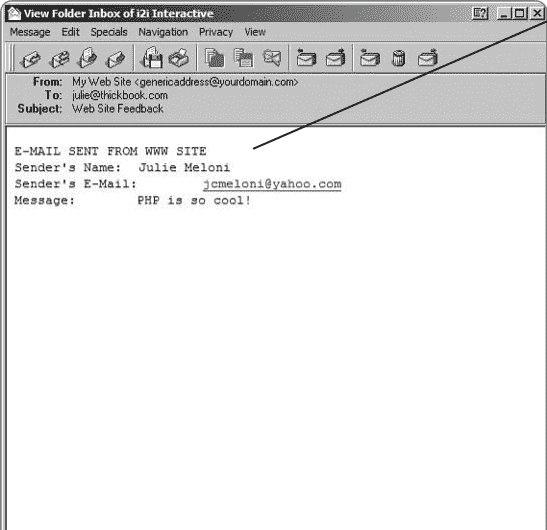 View Folder Inbox of i2i Interactive
Message Edit Specials Navigation Privacy View
From: My Web Site <genericaddress@yourdomain.com>
To: julie@thickbook.com
Subject: Web Site Feedback
E-MAIL SENT FROM WWW SITE
Sender's Name: Julie Meloni
Sender's E-Mail: jcmeloni@yahoo.com
Message: PHP is so cool!